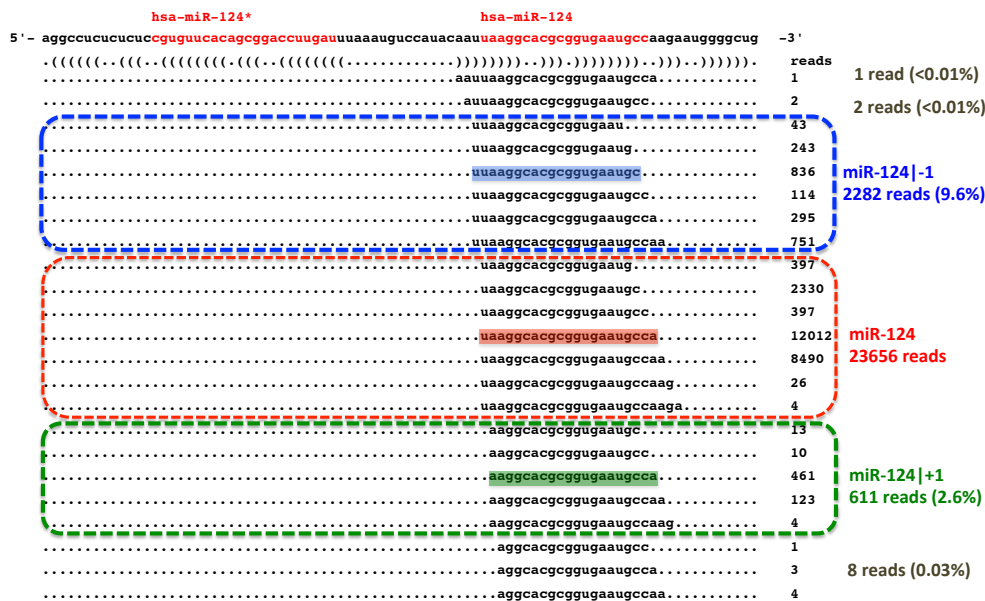 hsa-miR-124* hsa-miR-124
5'- aggccucucucuccguguucacagcggaccuugauuuaaauguccauacaauuaaggcacgcggugaaugccaagaauggggcug -3'
.((((((..(((..((((((((.(((..((((((((.............))))))))..))).))))))))..)))..)))))). reads
.................................................aauuaaggcacgcggugaaugcca............ 1 1 read (<0.01%)
..................................................auuaaggcacgcggugaaugcc............. 2 2 reads (<0.01%)
...................................................uuaaggcacgcggugaau................ 43
...................................................uuaaggcacgcggugaaug............... 243
...................................................uuaaggcacgcggugaaugc.............. 836 miR-124|-1
...................................................uuaaggcacgcggugaaugcc............. 114 2282 reads (9.6%)
...................................................uuaaggcacgcggugaaugcca............ 295
...................................................uuaaggcacgcggugaaugccaa........... 751
....................................................uaaggcacgcggugaaug............... 397
....................................................uaaggcacgcggugaaugc.............. 2330
....................................................uaaggcacgcggugaaugcc............. 397
....................................................uaaggcacgcggugaaugcca............ 12012 miR-124
....................................................uaaggcacgcggugaaugccaa........... 8490 23656 reads
....................................................uaaggcacgcggugaaugccaag.......... 26
....................................................uaaggcacgcggugaaugccaaga......... 4
.....................................................aaggcacgcggugaaugc.............. 13
.....................................................aaggcacgcggugaaugcc............. 10
.....................................................aaggcacgcggugaaugcca............ 461 miR-124|+1
.....................................................aaggcacgcggugaaugccaa........... 123 611 reads (2.6%)
.....................................................aaggcacgcggugaaugccaag.......... 4
......................................................aggcacgcggugaaugcc............. 1
......................................................aggcacgcggugaaugcca............ 3 8 reads (0.03%)
......................................................aggcacgcggugaaugccaa........... 4